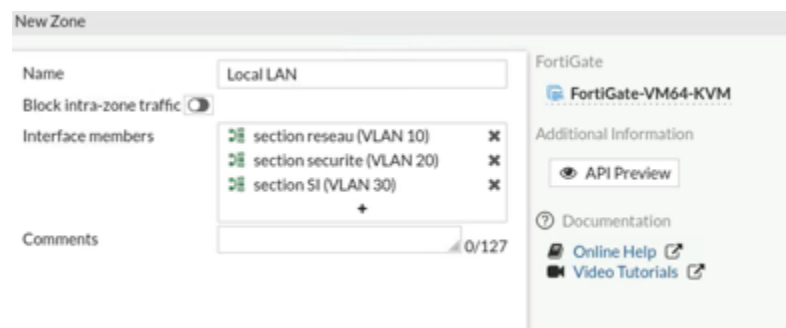 New Zone
Name
Local LAN
Block intra-zone traffic
Interface members
section reseau (VLAN 10)
section securite (VLAN 20)
section SI (VLAN 30)
Comments
0/127
FortiGate
FortiGate-VM64-KVM
Additional Information
API Preview
Documentation
Online Help
Video Tutorials